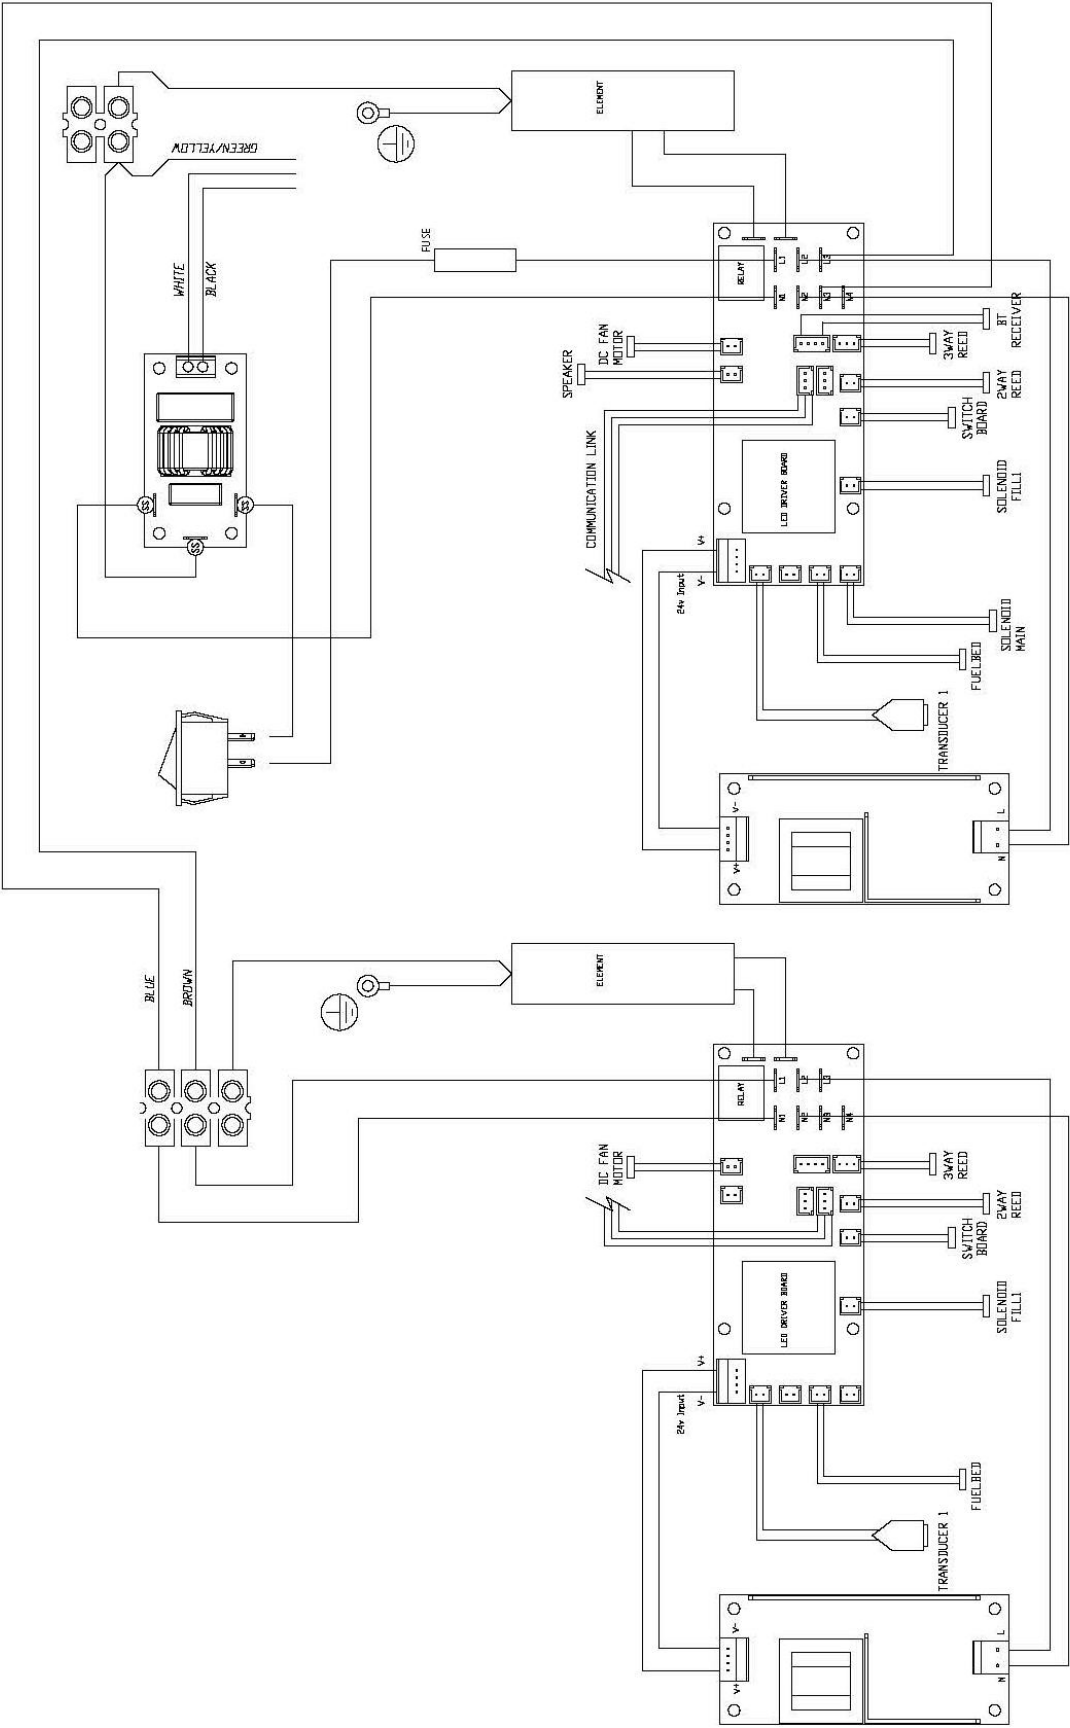 ELEMENT
GREEN/YELLOW
FUSE
WHITE
BLACK
RELAY
L1
L2
L3
N1
N2
N3
N4
BT
RECEIVER
3WAY
REED
DC FAN
MOTOR
SPEAKER
2WAY
REED
SWITCH
BOARD
COMMUNICATION LINK
LED DRIVER BOARD
SOLENOID
FILL1
V+
V-
24v Input
SOLENOID
MAIN
FUELBED
TRANSDUCER 1
V-
V+
L
N
ELEMENT
BLUE
BROWN
RELAY
L1
L2
L3
N1
N2
N3
N4
DC FAN
MOTOR
3WAY
REED
2WAY
REED
SWITCH
BOARD
LED DRIVER BOARD
SOLENOID
FILL1
V+
V-
24v Input
FUELBED
TRANSDUCER 1
V-
V+
L
N